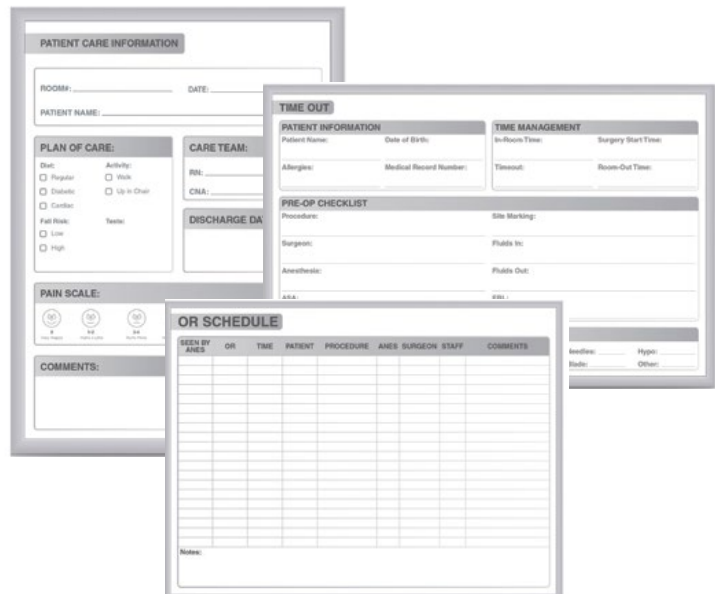 PATIENT CARE INFORMATION
ROOM#:
DATE:
PATIENT NAME:
PLAN OF CARE:
Diet:
Activity:
Regular
Walk
Diabetic
Up in Chair
Cardiac
Fall Risk:
Tests:
Low
High
CARE TEAM:
RN:
CNA:
DISCHARGE DA
PAIN SCALE:
COMMENTS:
TIME OUT
PATIENT INFORMATION
Patient Name:
Date of Birth:
Allergies:
Medical Record Number:
TIME MANAGEMENT
In-Room Time:
Surgery Start Time:
Timeout:
Room-Out Time:
PRE-OP CHECKLIST
Procedure:
Site Marking:
Surgeon:
Fluids In:
Anesthesia:
Fluids Out:
ASA:
EBL:
Needles:
Hypo:
Blade:
Other:
OR SCHEDULE
SEEN BY ANES OR TIME PATIENT PROCEDURE ANES SURGEON STAFF COMMENTS
Notes: